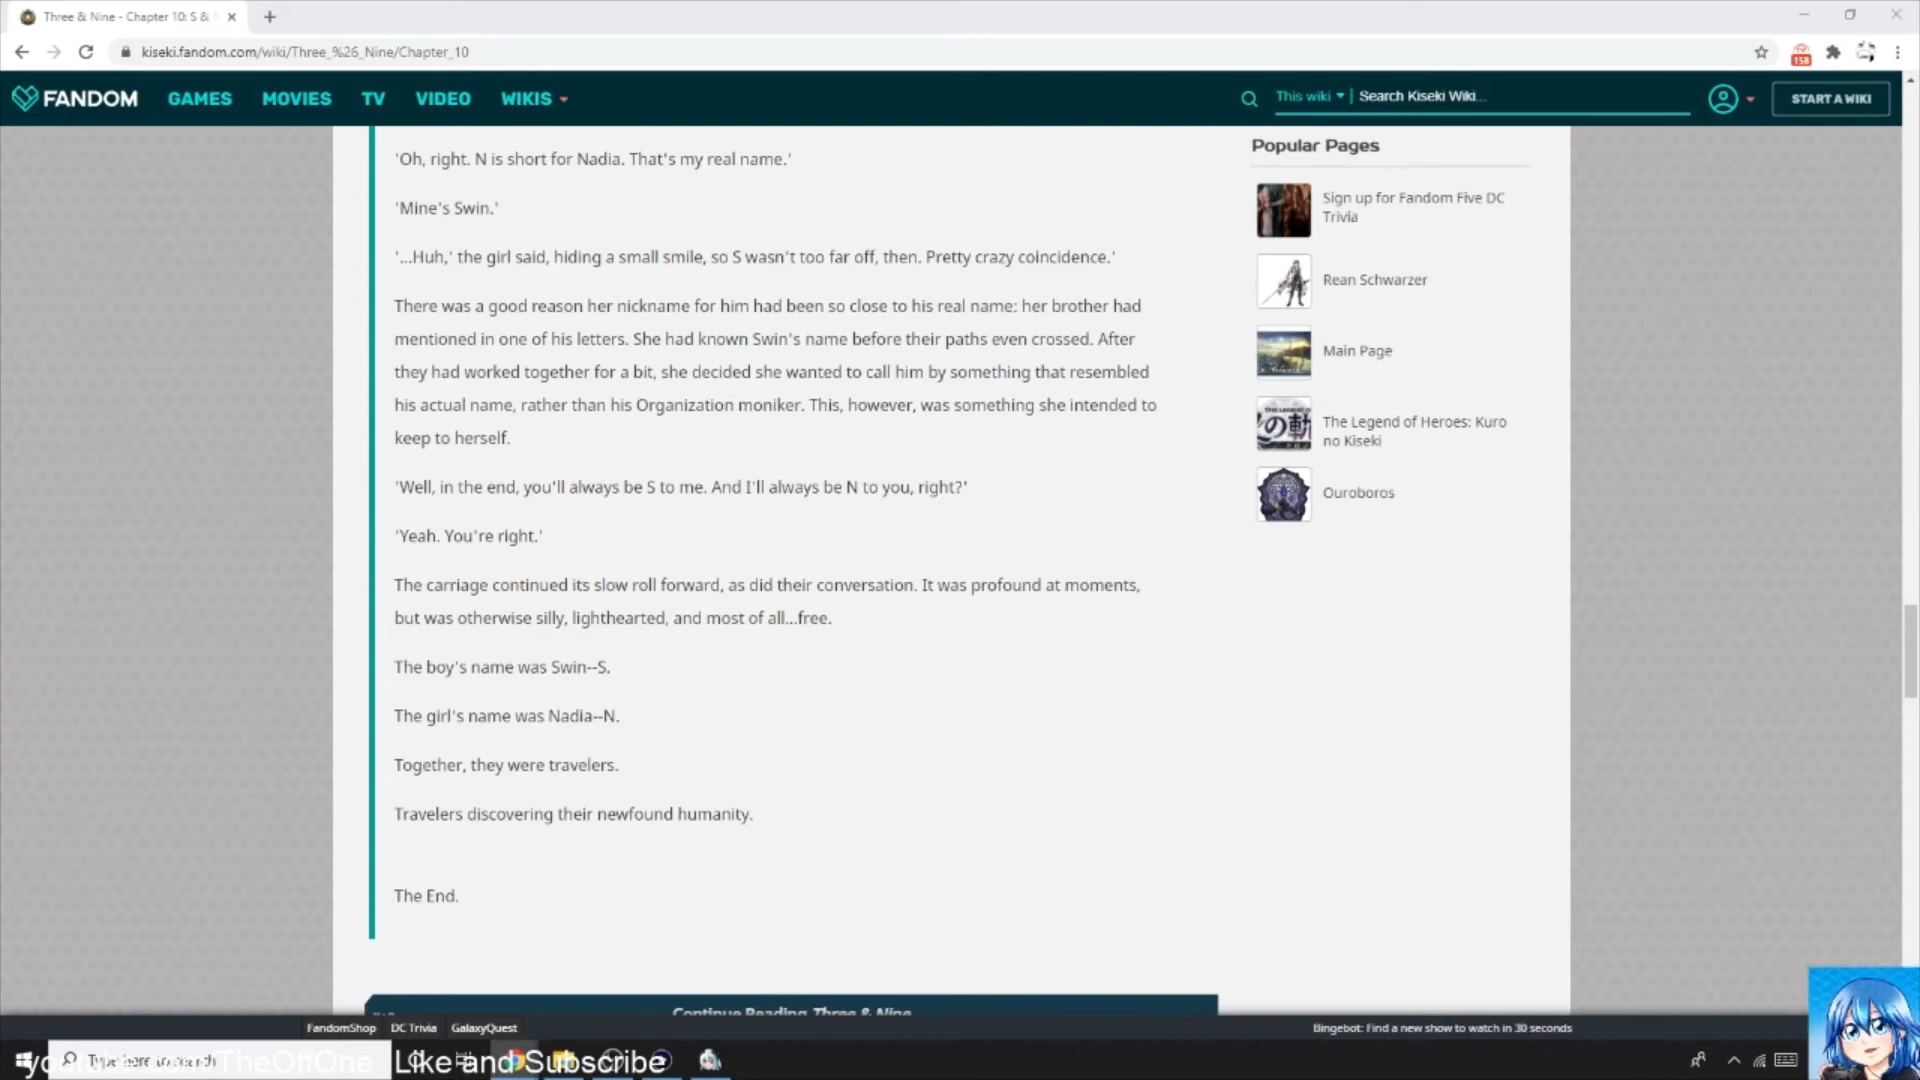 Three & Nine - Chapter 10: S &
kiseki.fandom.com/wiki/Three_%26_Nine/Chapter_10
158
FANDOM GAMES MOVIES TV VIDEO WIKIS This wiki Search Kiseki Wiki... START A WIKI
'Oh, right. N is short for Nadia. That's my real name.'
'Mine's Swin.'
'...Huh,' the girl said, hiding a small smile, so S wasn't too far off, then. Pretty crazy coincidence.'
There was a good reason her nickname for him had been so close to his real name: her brother had
mentioned in one of his letters. She had known Swin's name before their paths even crossed. After
they had worked together for a bit, she decided she wanted to call him by something that resembled
his actual name, rather than his Organization moniker. This, however, was something she intended to
keep to herself.
'Well, in the end, you'll always be S to me. And I'll always be N to you, right?'
'Yeah. You're right.'
The carriage continued its slow roll forward, as did their conversation. It was profound at moments,
but was otherwise silly, lighthearted, and most of all...free.
The boy's name was Swin--S.
The girl's name was Nadia--N.
Together, they were travelers.
Travelers discovering their newfound humanity.
The End.
Continue Reading Three & Nine
Popular Pages
Sign up for Fandom Five DC
Trivia
Rean Schwarzer
Main Page
The Legend of Heroes: Kuro
no Kiseki
Ouroboros
FandomShop DC Trivia GalaxyQuest Bingebot: Find a new show to watch in 30 seconds
Type here to search
youtube.com/TheOffOne Like and Subscribe